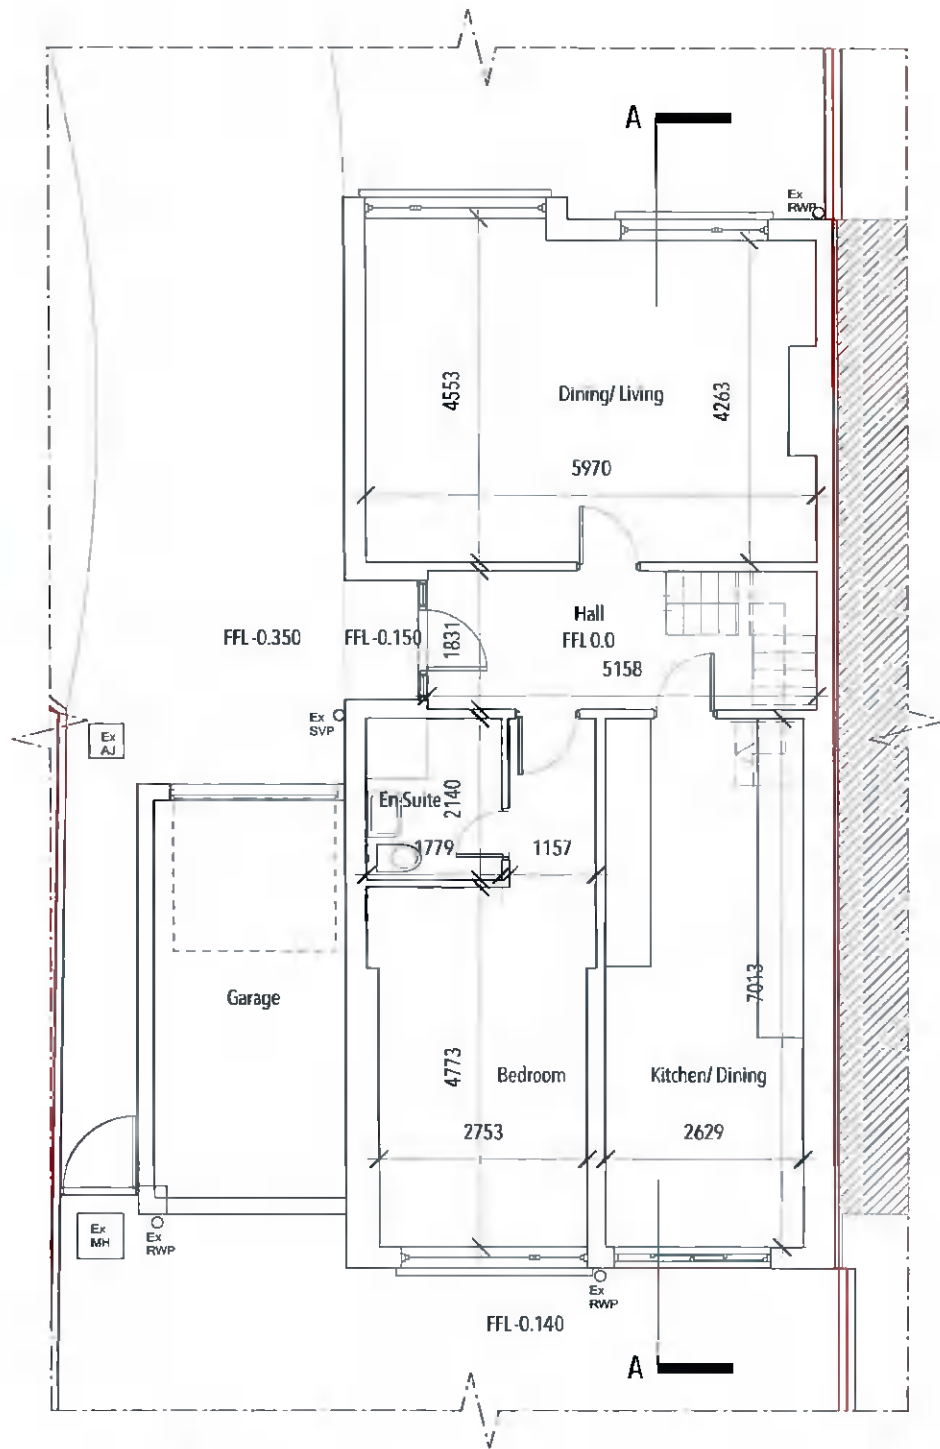 A
Ex
RWP
4553
Dining/ Living
4263
5970
Hall
FFL 0.0
FFL-0.350
FFL-0.150
1831
5158
Ex
SVP
Ex
AJ
En Suite
2140
1779
1157
Garage
7013
4773
Bedroom
Kitchen/ Dining
2753
2629
Ex
MH
Ex
RWP
Ex
RWP
FFL-0.140
A